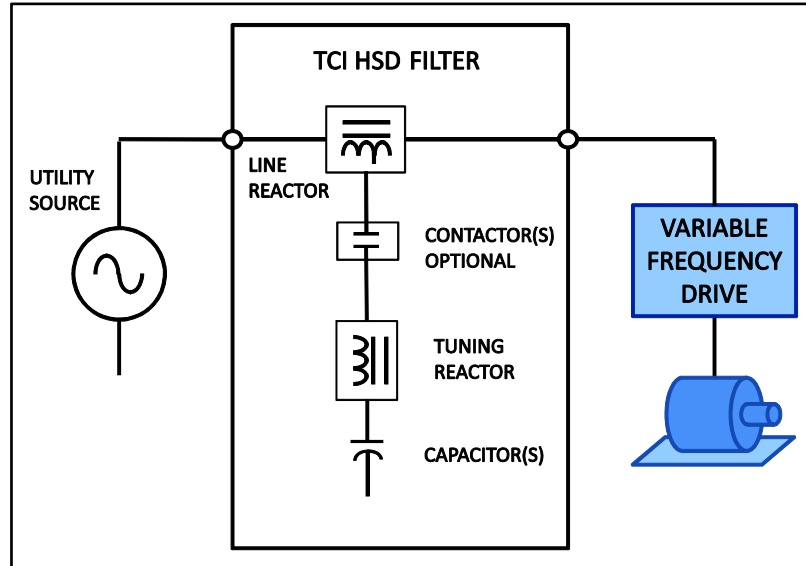 TCI HSD FILTER
UTILITY
SOURCE
LINE
REACTOR
CONTACTOR(S)
OPTIONAL
TUNING
REACTOR
CAPACITOR(S)
VARIABLE
FREQUENCY
DRIVE